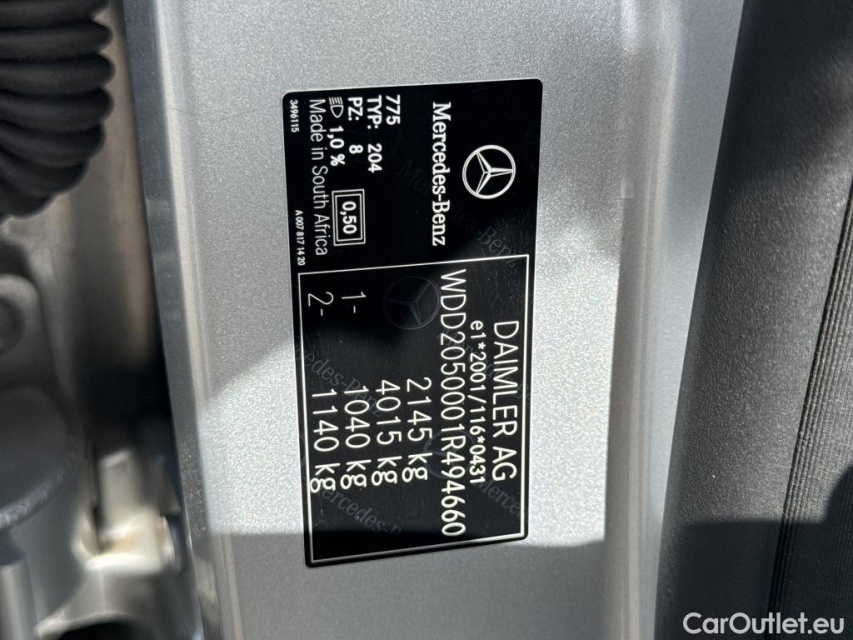 Mercedes-Benz
775
TYP: 204
PZ: 8
1,0 %
0,50
Made in South Africa
3496115
A 007 817 14 20
DAIMLER AG
e1*2001/116*0431
WDD2050001R494660
2145 kg
4015 kg
1- 1040 kg
2- 1140 kg
CarOutlet.eu